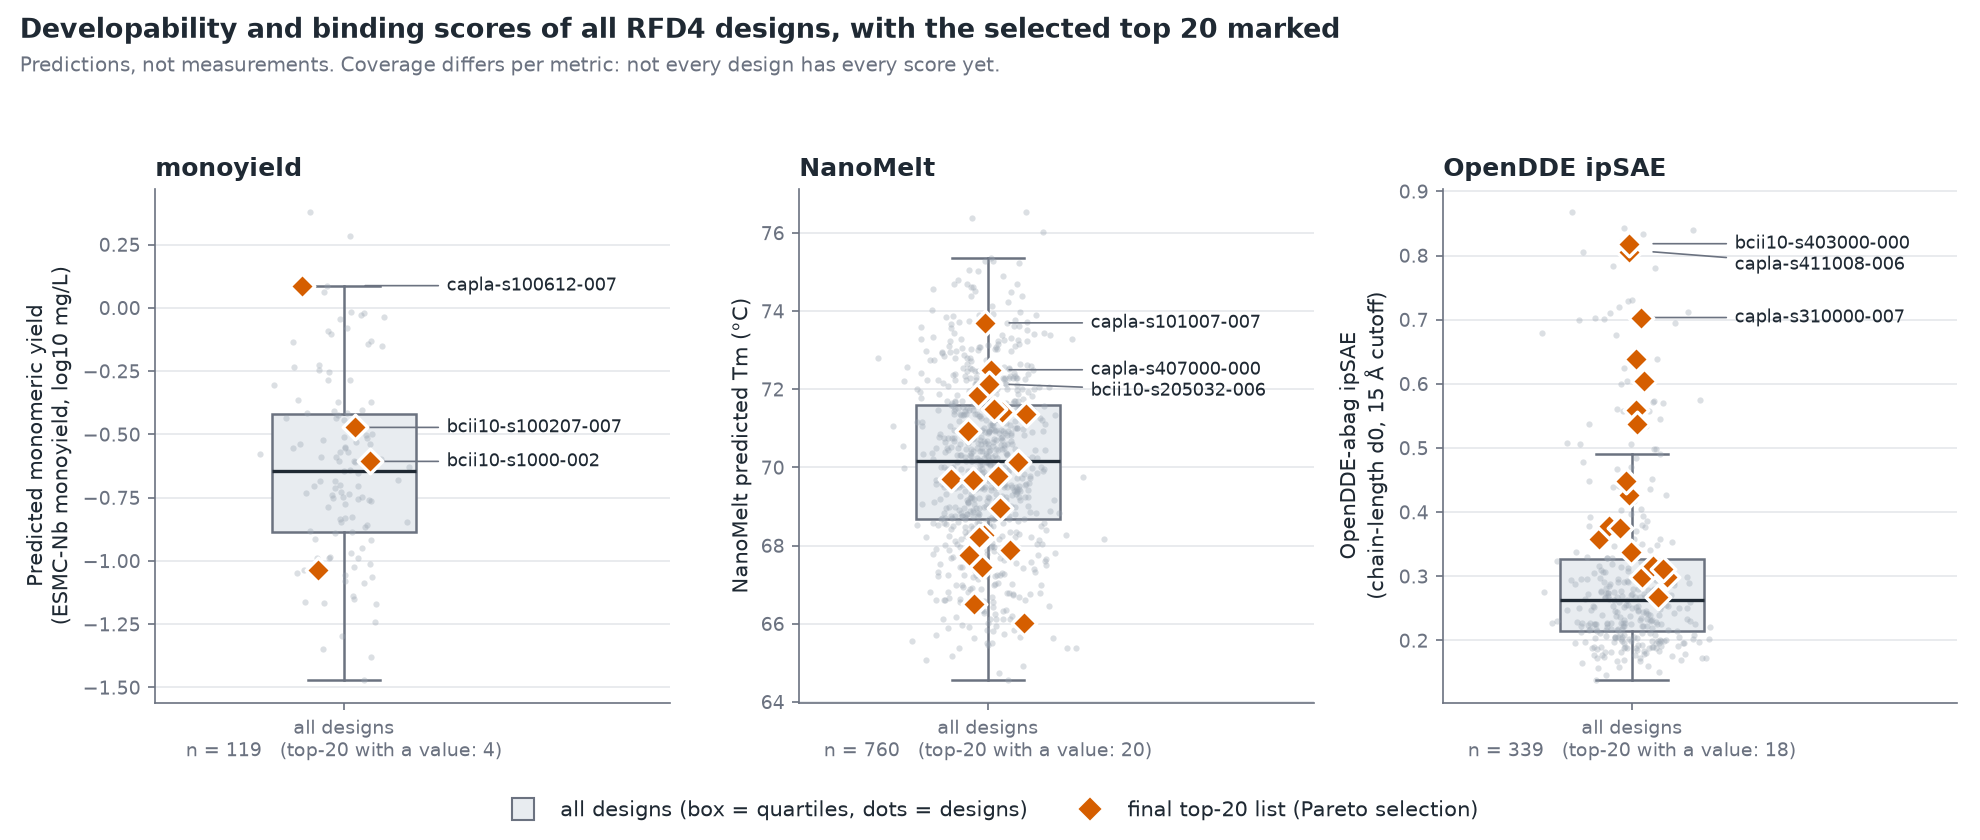 Developability and binding scores of all RFD4 designs, with the selected top 20 marked
Predictions, not measurements. Coverage differs per metric: not every design has every score yet.
monoyield
Predicted monomeric yield
(ESMC-Nb monoyield, log10 mg/L)
0.25
0.00
−0.25
−0.50
−0.75
−1.00
−1.25
−1.50
capla-s100612-007
bcii10-s100207-007
bcii10-s1000-002
all designs
n = 119   (top-20 with a value: 4)
NanoMelt
NanoMelt predicted Tm (°C)
76
74
72
70
68
66
64
capla-s101007-007
capla-s407000-000
bcii10-s205032-006
all designs
n = 760   (top-20 with a value: 20)
OpenDDE ipSAE
OpenDDE-abag ipSAE
(chain-length d0, 15 Å cutoff)
0.9
0.8
0.7
0.6
0.5
0.4
0.3
0.2
bcii10-s403000-000
capla-s411008-006
capla-s310000-007
all designs
n = 339   (top-20 with a value: 18)
all designs (box = quartiles, dots = designs)
final top-20 list (Pareto selection)